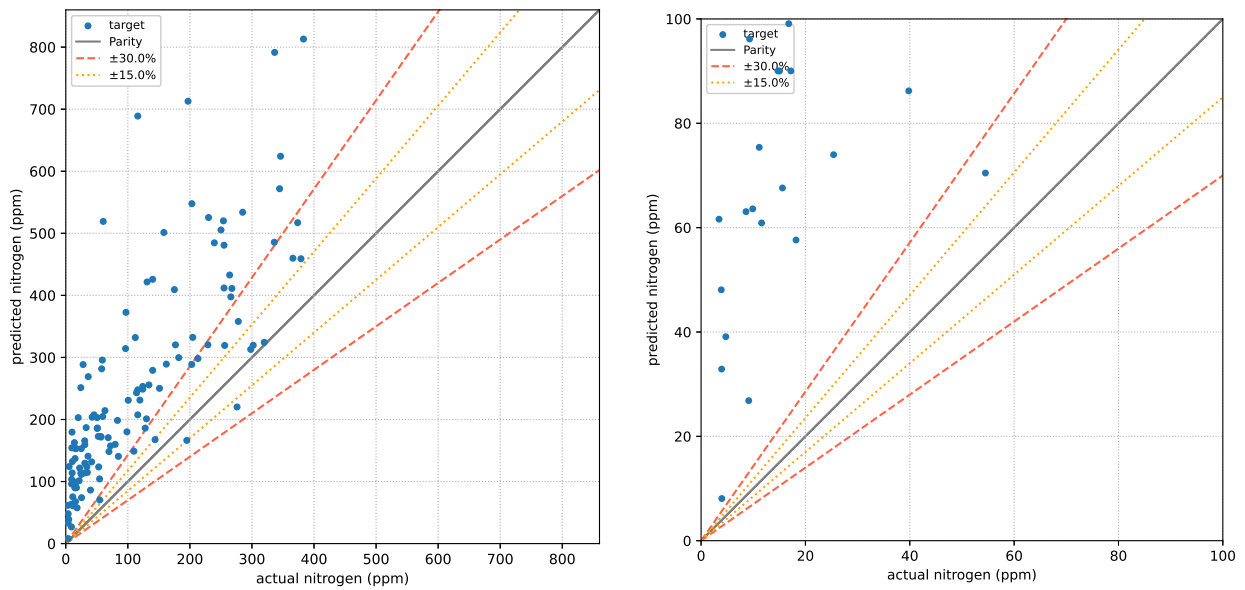 target
Parity
±30.0%
±15.0%
800
700
600
500
400
300
200
100
0
predicted nitrogen (ppm)
0 100 200 300 400 500 600 700 800
actual nitrogen (ppm)
target
Parity
±30.0%
±15.0%
100
80
60
40
20
0
predicted nitrogen (ppm)
0 20 40 60 80 100
actual nitrogen (ppm)